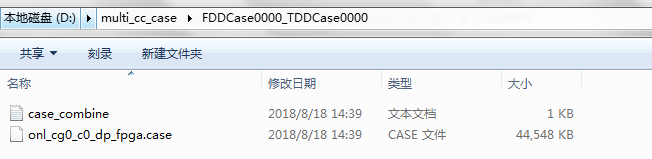 本地磁盘 (D:) ▸ multi_cc_case ▸ FDDCase0000_TDDCase0000
共享 刻录 新建文件夹
名称 修改日期 类型 大小
case_combine 2018/8/18 14:39 文本文档 1 KB
onl_cg0_c0_dp_fpga.case 2018/8/18 14:39 CASE 文件 44,548 KB